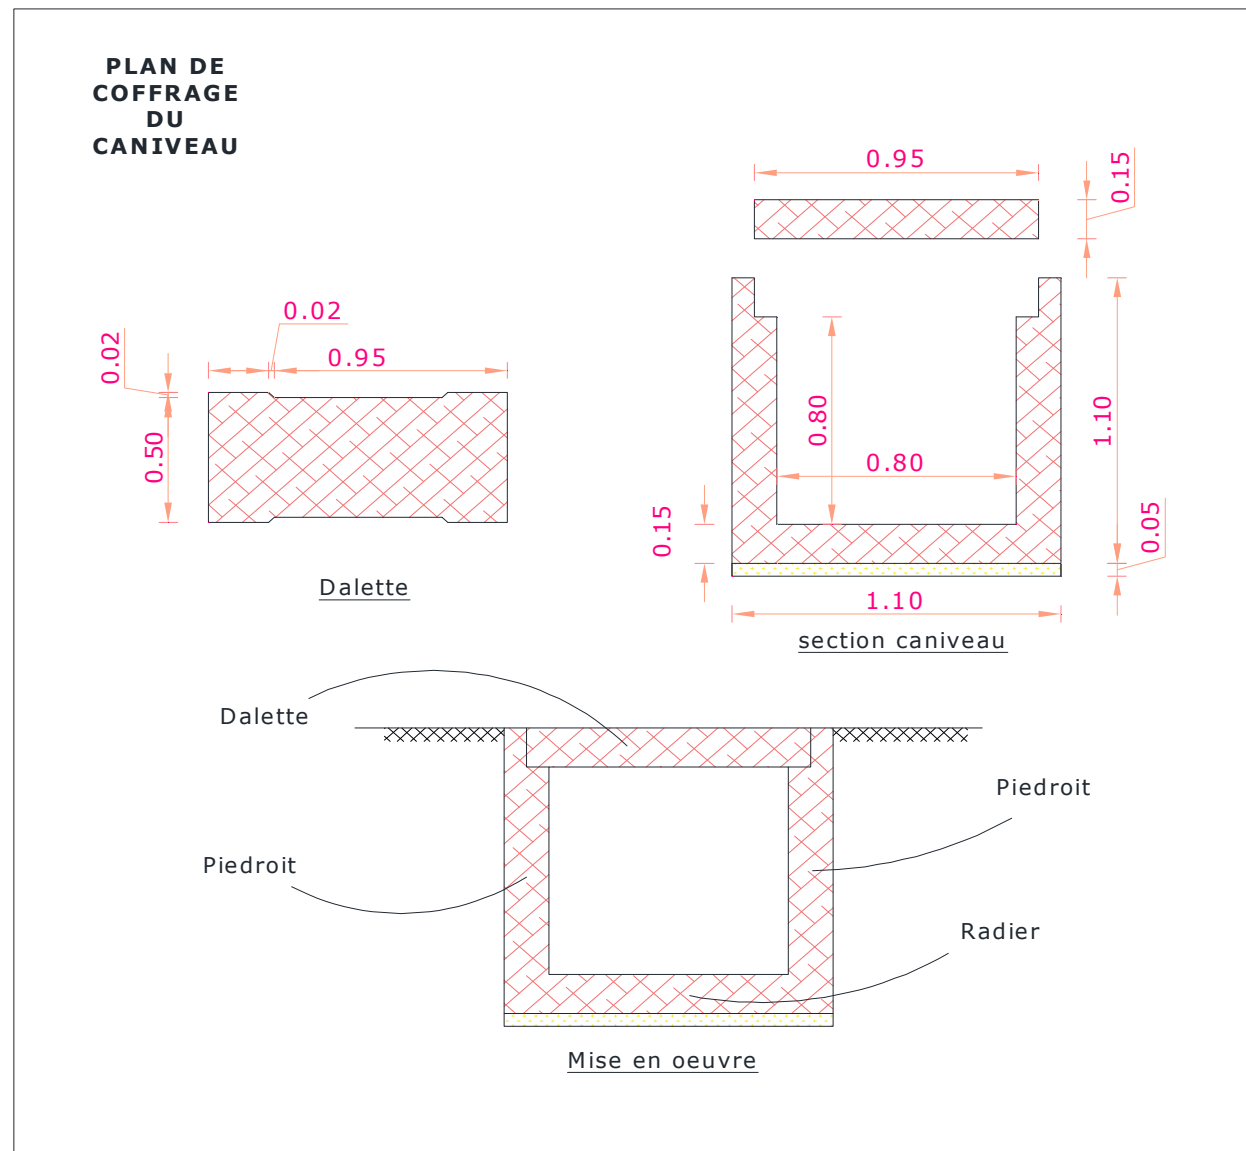 PLAN DE
COFFRAGE
DU
CANIVEAU
0.95
0.15
0.02
0.02
0.95
0.50
0.80
0.80
1.10
0.15
0.05
1.10
Dalette
section caniveau
Dalette
Piedroit
Piedroit
Radier
Mise en oeuvre